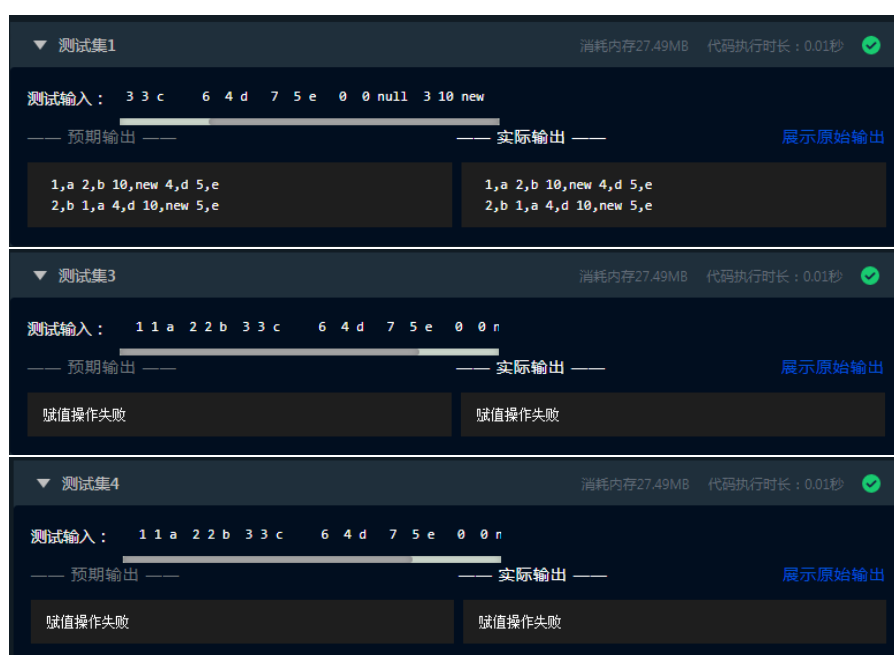 ▼ 测试集1 消耗内存27.49MB 代码执行时长：0.01秒
测试输入： 3 3 c 6 4 d 7 5 e 0 0 null 3 10 new
—— 预期输出 —— —— 实际输出 —— 展示原始输出
1,a 2,b 10,new 4,d 5,e 1,a 2,b 10,new 4,d 5,e
2,b 1,a 4,d 10,new 5,e 2,b 1,a 4,d 10,new 5,e
▼ 测试集3 消耗内存27.49MB 代码执行时长：0.01秒
测试输入： 1 1 a 2 2 b 3 3 c 6 4 d 7 5 e 0 0 n
—— 预期输出 —— —— 实际输出 —— 展示原始输出
赋值操作失败 赋值操作失败
▼ 测试集4 消耗内存27.49MB 代码执行时长：0.01秒
测试输入： 1 1 a 2 2 b 3 3 c 6 4 d 7 5 e 0 0 n
—— 预期输出 —— —— 实际输出 —— 展示原始输出
赋值操作失败 赋值操作失败